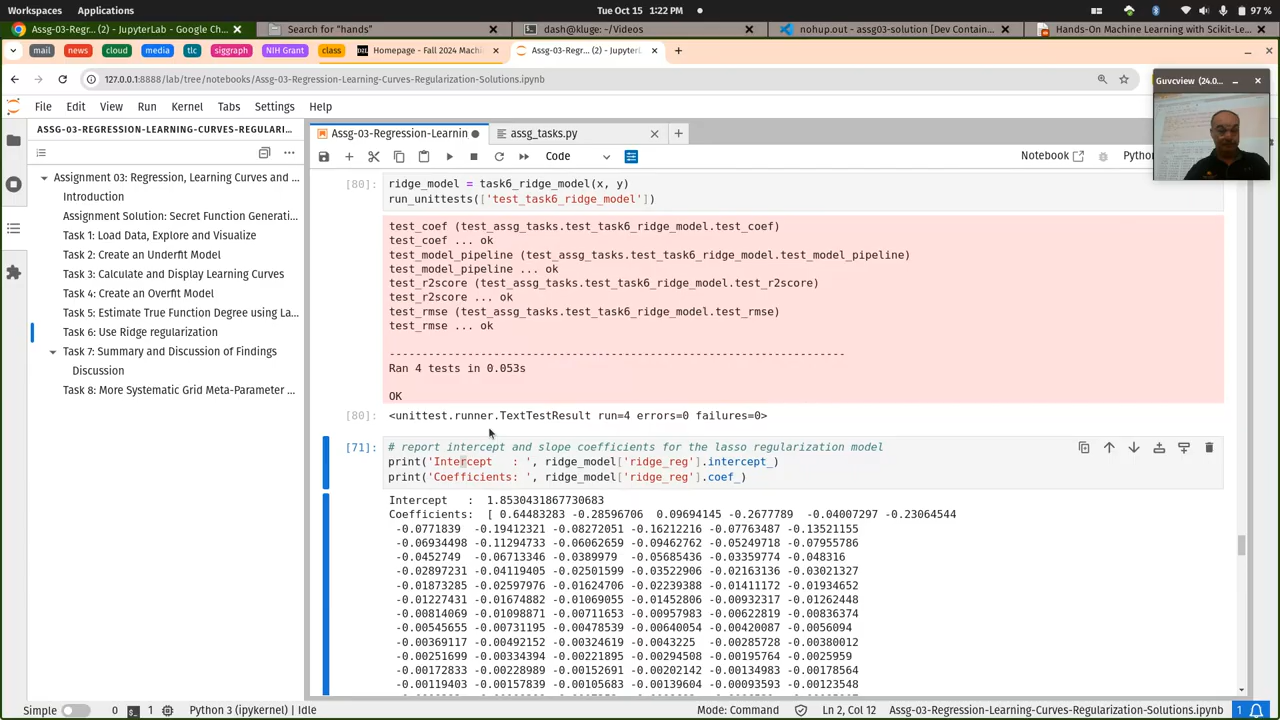 Workspaces Applications Tue Oct 15 1:22 PM 97 %
Assg-03-Regr... (2) - JupyterLab - Google Ch... Search for "hands" dash@kluge: ~/Videos nohup.out - assg03-solution [Dev Contain... Hands-On Machine Learning with Scikit-Le...
mail news cloud media tlc siggraph NIH Grant class Homepage - Fall 2024 Machi Assg-03-Regr... (2) - JupyterL
127.0.0.1:8888/lab/tree/notebooks/Assg-03-Regression-Learning-Curves-Regularization-Solutions.ipynb
Guvcview (24.0...
File Edit View Run Kernel Tabs Settings Help
ASSG-03-REGRESSION-LEARNING-CURVES-REGULARI...
Assg-03-Regression-Learnin assg_tasks.py
Code Notebook Python
Assignment 03: Regression, Learning Curves and ...
Introduction
Assignment Solution: Secret Function Generati...
Task 1: Load Data, Explore and Visualize
Task 2: Create an Underfit Model
Task 3: Calculate and Display Learning Curves
Task 4: Create an Overfit Model
Task 5: Estimate True Function Degree using La...
Task 6: Use Ridge regularization
Task 7: Summary and Discussion of Findings
Discussion
Task 8: More Systematic Grid Meta-Parameter ...
[80]: ridge_model = task6_ridge_model(x, y)
run_unittests(['test_task6_ridge_model'])
test_coef (test_assg_tasks.test_task6_ridge_model.test_coef)
test_coef ... ok
test_model_pipeline (test_assg_tasks.test_task6_ridge_model.test_model_pipeline)
test_model_pipeline ... ok
test_r2score (test_assg_tasks.test_task6_ridge_model.test_r2score)
test_r2score ... ok
test_rmse (test_assg_tasks.test_task6_ridge_model.test_rmse)
test_rmse ... ok
----------------------------------------------------------------------
Ran 4 tests in 0.053s
OK
[80]: <unittest.runner.TextTestResult run=4 errors=0 failures=0>
[71]: # report intercept and slope coefficients for the lasso regularization model
print('Intercept   : ', ridge_model['ridge_reg'].intercept_)
print('Coefficients: ', ridge_model['ridge_reg'].coef_)
Intercept   :  1.8530431867730683
Coefficients:  [ 0.64483283 -0.28596706  0.09694145 -0.2677789  -0.04007297 -0.23064544
-0.0771839  -0.19412321 -0.08272051 -0.16212216 -0.07763487 -0.13521155
-0.06934498 -0.11294733 -0.06062659 -0.09462762 -0.05249718 -0.07955786
-0.0452749  -0.06713346 -0.0389979  -0.05685436 -0.03359774 -0.048316
-0.02897231 -0.04119405 -0.02501599 -0.03522906 -0.02163136 -0.03021327
-0.01873285 -0.02597976 -0.01624706 -0.02239388 -0.01411172 -0.01934652
-0.01227431 -0.01674882 -0.01069055 -0.01452806 -0.00932317 -0.01262448
-0.00814069 -0.01098871 -0.00711653 -0.00957983 -0.00622819 -0.00836374
-0.00545655 -0.00731195 -0.00478539 -0.00640054 -0.00420087 -0.0056094
-0.00369117 -0.00492152 -0.00324619 -0.0043225  -0.00285728 -0.00380012
-0.00251699 -0.00334394 -0.00221895 -0.00294508 -0.00195764 -0.0025959
-0.00172833 -0.00228989 -0.00152691 -0.00202142 -0.00134983 -0.00178564
-0.00119403 -0.00157839 -0.00105683 -0.00139604 -0.00093593 -0.00123548
Simple 0 1 Python 3 (ipykernel) | Idle Mode: Command Ln 2, Col 12 Assg-03-Regression-Learning-Curves-Regularization-Solutions.ipynb 1